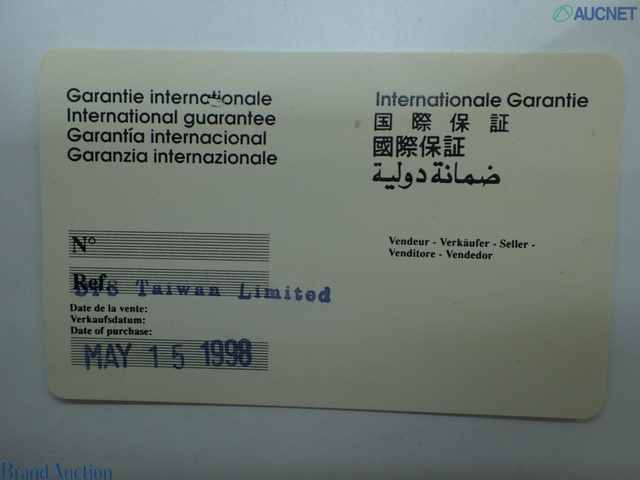 AUCNET
Garantie internationale
International guarantee
Garantía internacional
Garanzia internazionale
Internationale Garantie
国際保証
國際保証
ضمانة دولية
N°
Ref
DFS Taiwan Limited
Vendeur - Verkäufer - Seller -
Venditore - Vendedor
Date de la vente:
Verkaufsdatum:
Date of purchase:
MAY 15 1998
Brand Auction